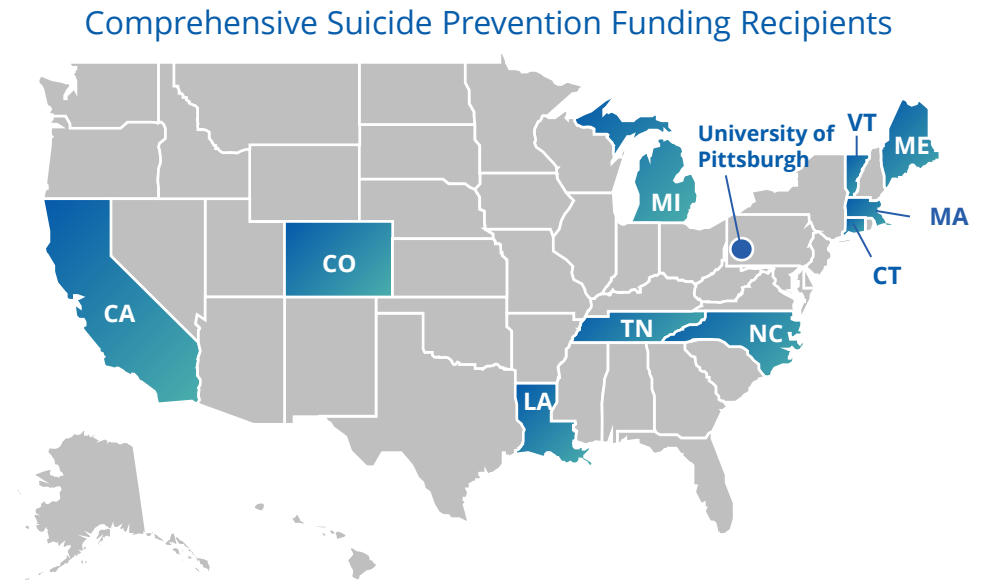 Comprehensive Suicide Prevention Funding Recipients
University of
Pittsburgh
VT
ME
MI
MA
CT
CO
CA
TN
NC
LA